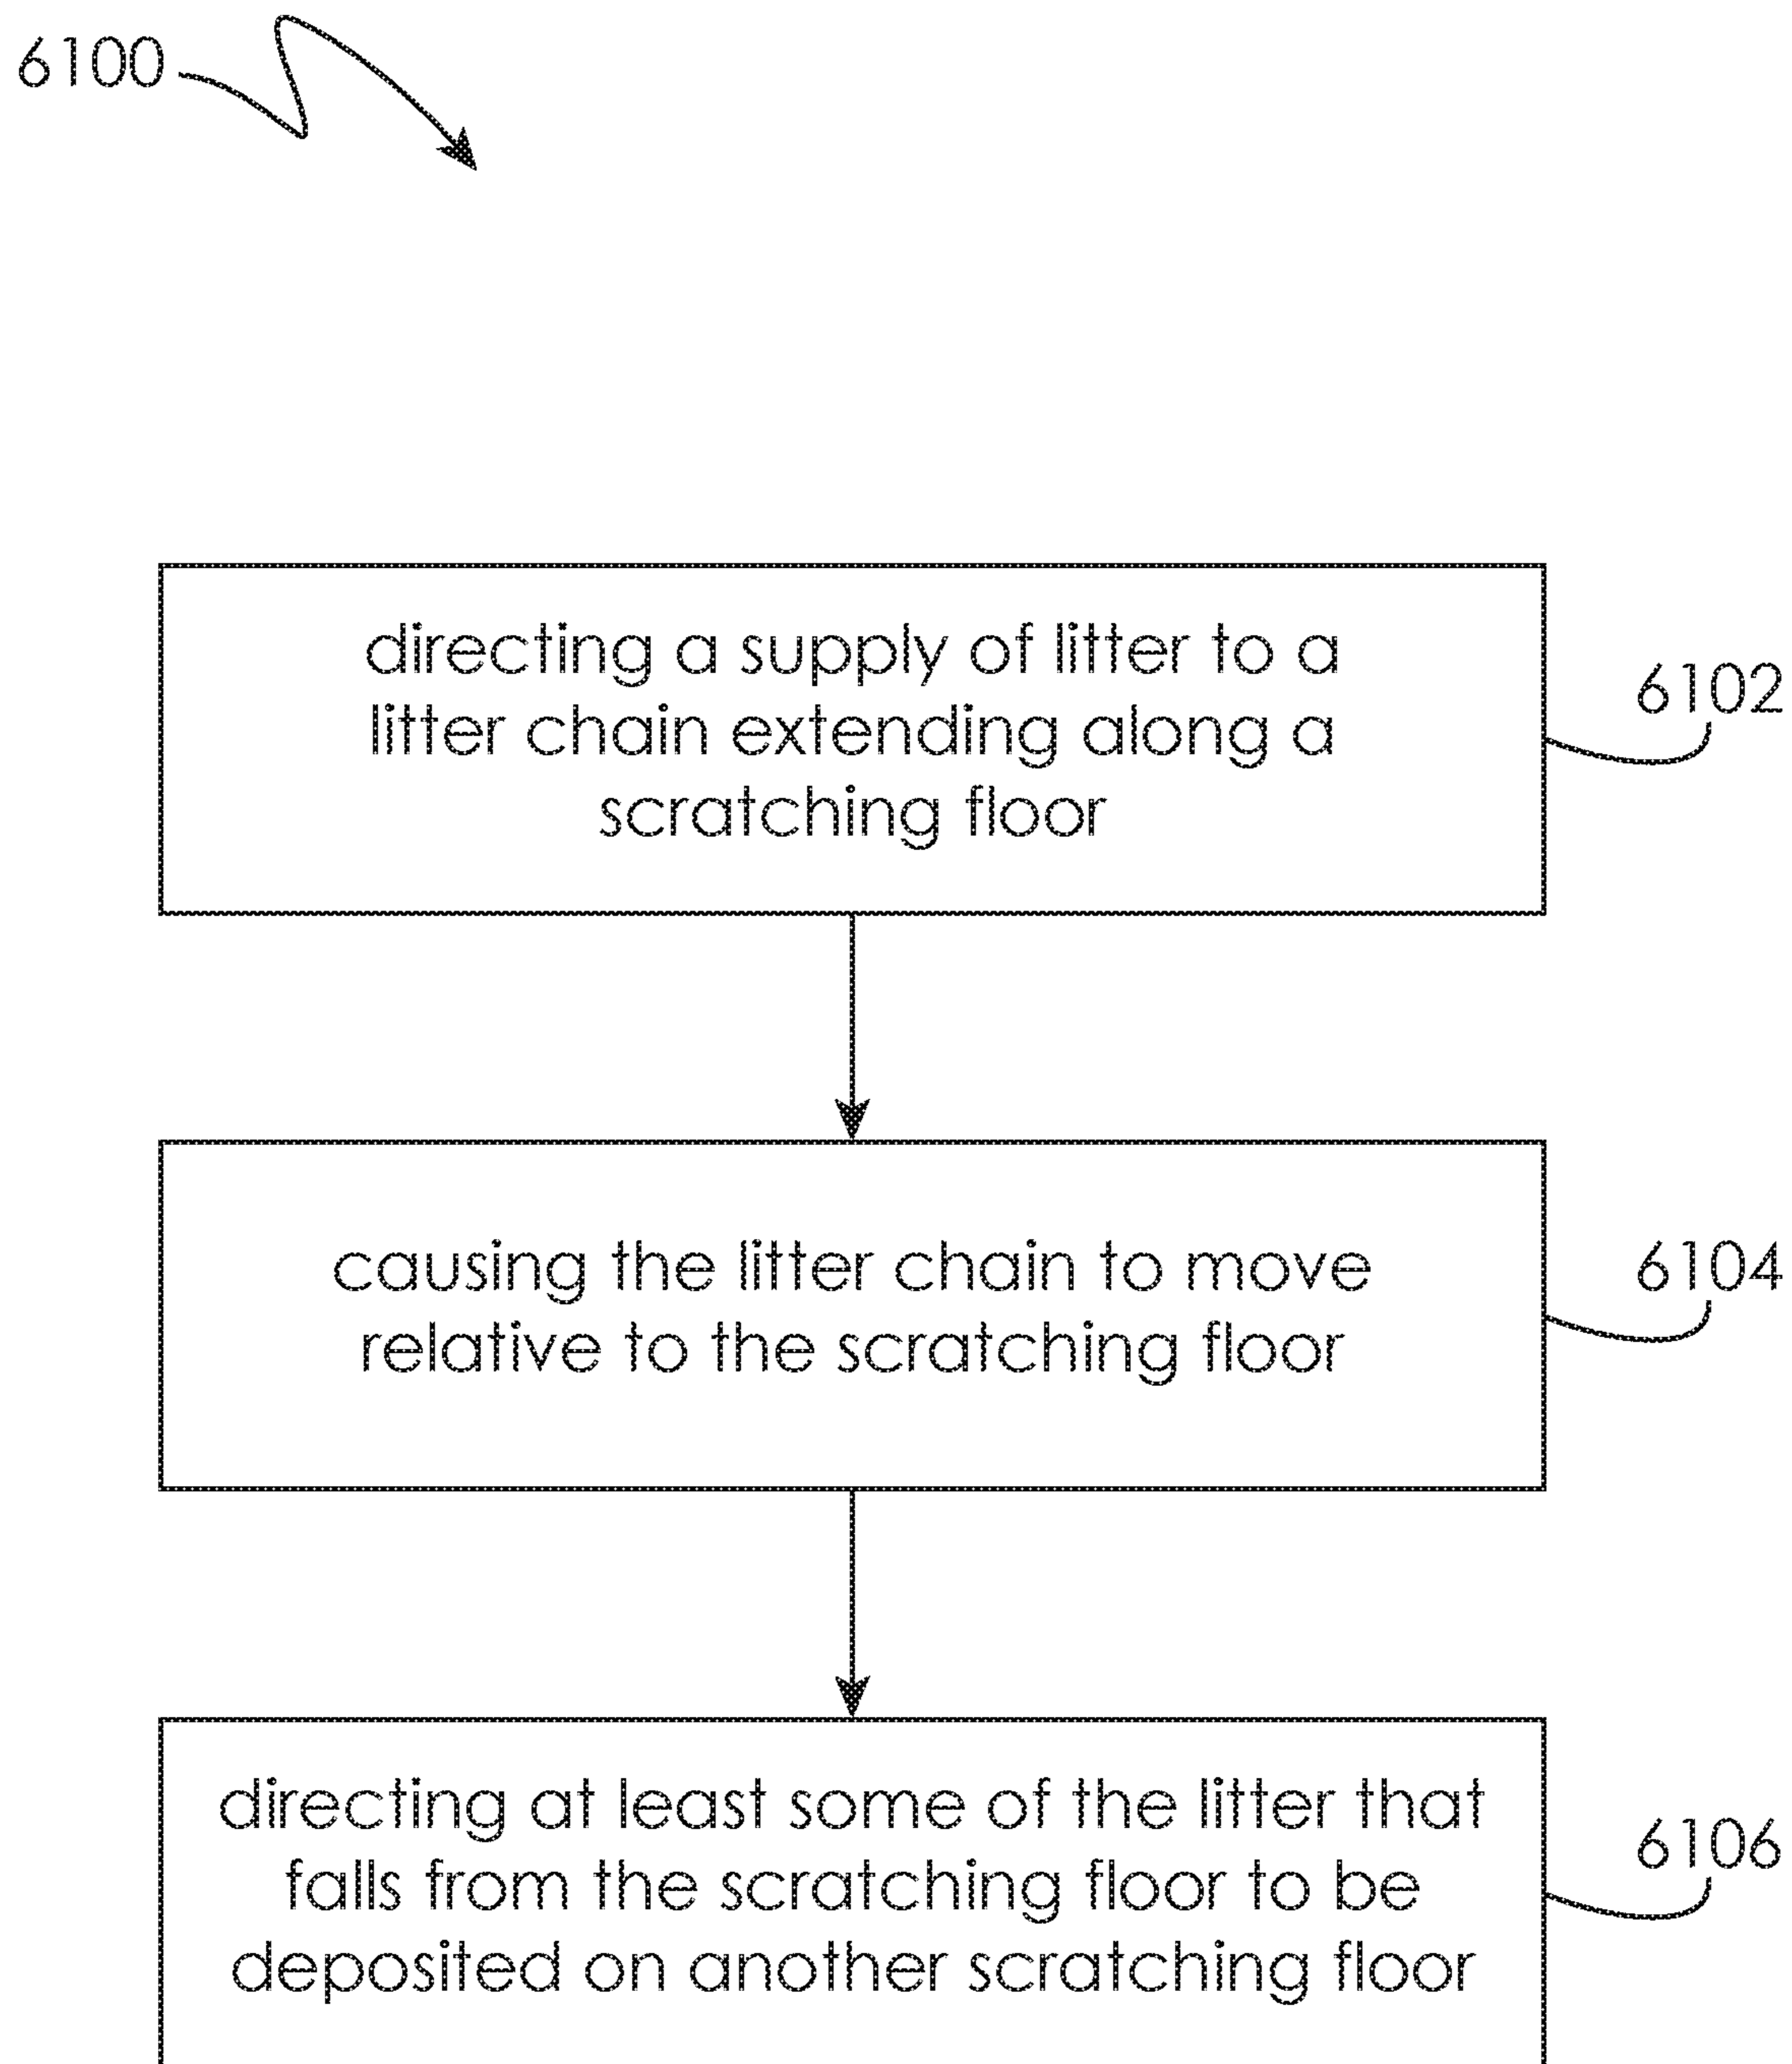 6100
directing a supply of litter to a
litter chain extending along a
scratching floor
6102
causing the litter chain to move
relative to the scratching floor
6104
directing at least some of the litter that
falls from the scratching floor to be
deposited on another scratching floor
6106